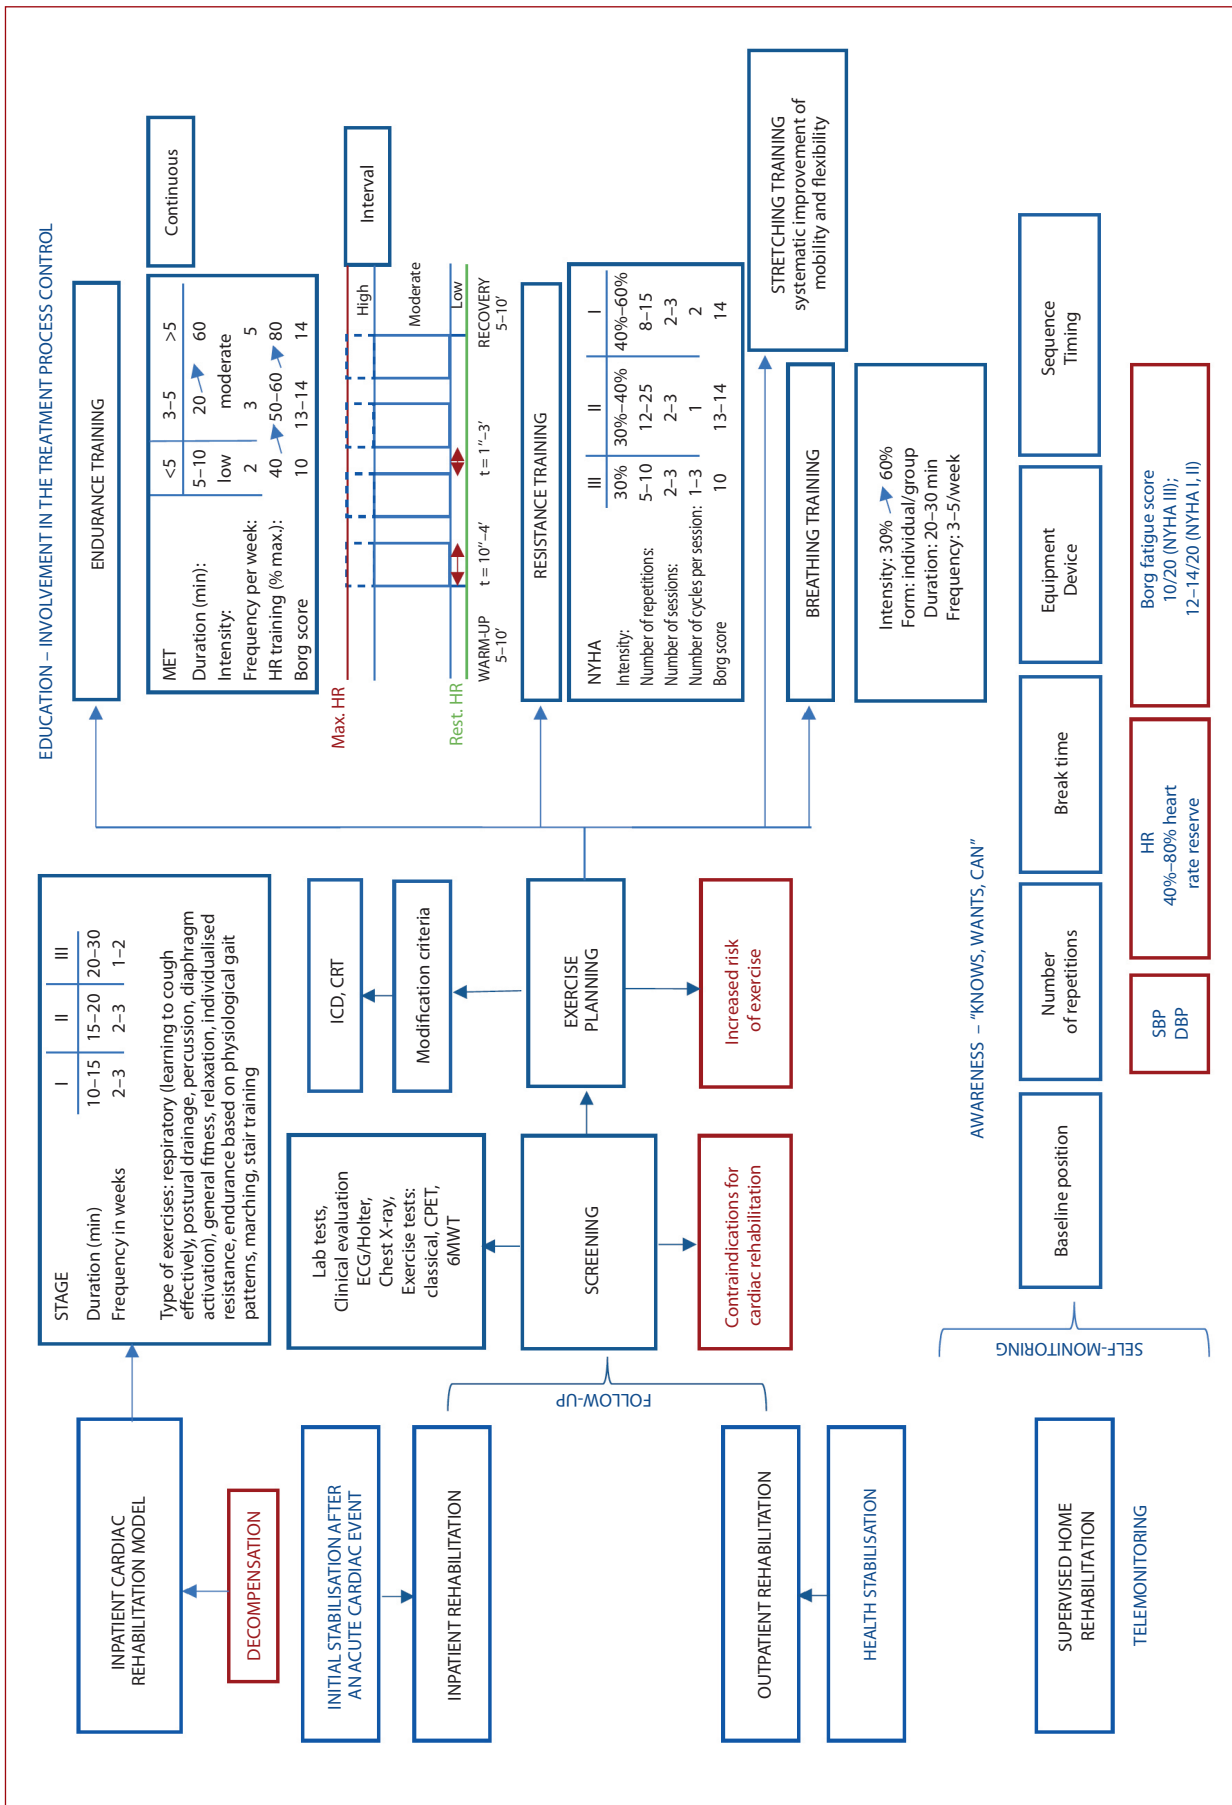 EDUCATION – INVOLVEMENT IN THE TREATMENT PROCESS CONTROL
INPATIENT CARDIAC
REHABILITATION MODEL
DECOMPENSATION
INITIAL STABILISATION AFTER
AN ACUTE CARDIAC EVENT
INPATIENT REHABILITATION
OUTPATIENT REHABILITATION
HEALTH STABILISATION
SUPERVISED HOME
REHABILITATION
TELEMONITORING
STAGE I II III
Duration (min) 10–15 15–20 20–30
Frequency in weeks 2–3 2–3 1–2
Type of exercises: respiratory (learning to cough
effectively, postural drainage, percussion, diaphragm
activation), general fitness, relaxation, individualised
resistance, endurance based on physiological gait
patterns, marching, stair training
FOLLOW-UP
Lab tests,
Clinical evaluation
ECG/Holter,
Chest X-ray,
Exercise tests:
classical, CPET,
6MWT
SCREENING
Contraindications for
cardiac rehabilitation
ICD, CRT
Modification criteria
EXERCISE
PLANNING
Increased risk
of exercise
ENDURANCE TRAINING
Continuous
MET <5 3–5 >5
Duration (min): 5–10 20 60
Intensity: low moderate
Frequency per week: 2 3 5
HR training (% max.): 40 50–60 80
Borg score 10 13–14 14
Interval
Max. HR
High
Moderate
Low
Rest. HR
WARM-UP
5–10'
t = 10"–4'
t = 1"–3'
RECOVERY
5–10'
RESISTANCE TRAINING
NYHA III II I
Intensity: 30% 30%–40% 40%–60%
Number of repetitions: 5–10 12–25 8–15
Number of sessions: 2–3 2–3 2–3
Number of cycles per session: 1–3 1 2
Borg score 10 13–14 14
STRETCHING TRAINING
systematic improvement of
mobility and flexibility
BREATHING TRAINING
Intensity: 30% 60%
Form: individual/group
Duration: 20–30 min
Frequency: 3–5/week
SELF-MONITORING
AWARENESS – “KNOWS, WANTS, CAN”
Baseline position
Number
of repetitions
Break time
Equipment
Device
Sequence
Timing
SBP
DBP
HR
40%–80% heart
rate reserve
Borg fatigue score
10/20 (NYHA III);
12–14/20 (NYHA I, II)